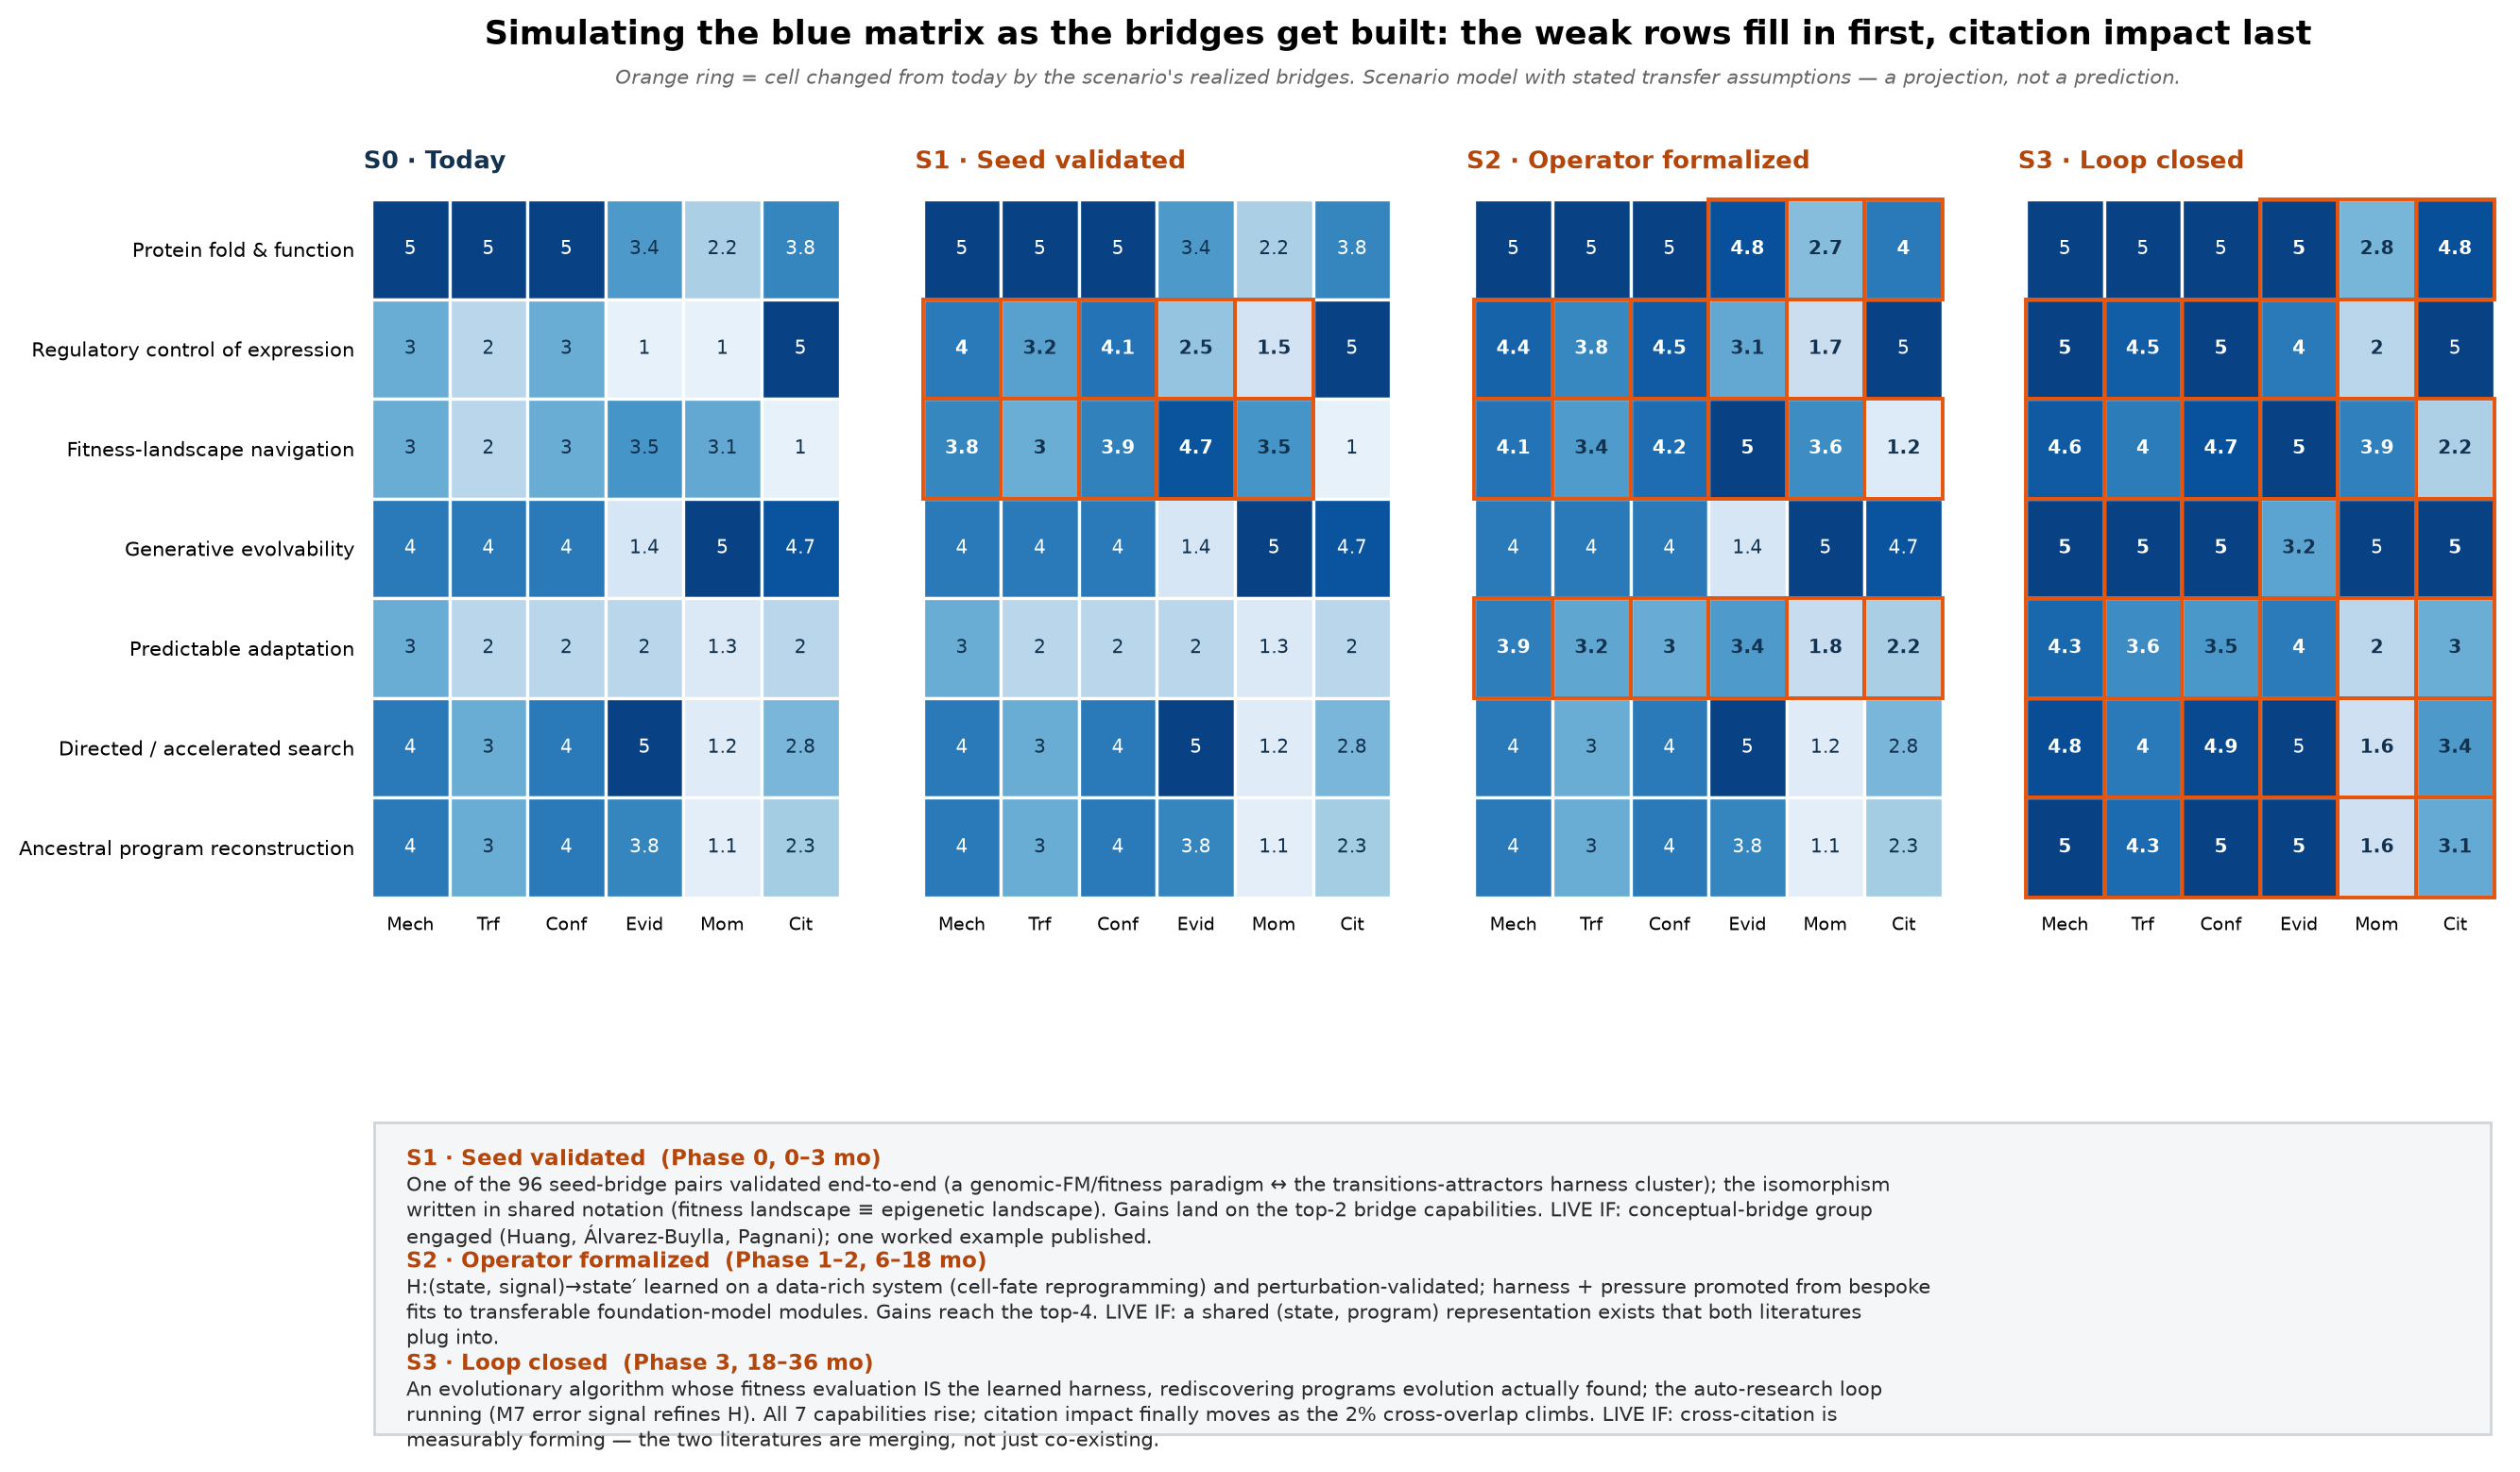 Simulating the blue matrix as the bridges get built: the weak rows fill in first, citation impact last
Orange ring = cell changed from today by the scenario's realized bridges. Scenario model with stated transfer assumptions — a projection, not a prediction.
S0 · Today S1 · Seed validated S2 · Operator formalized S3 · Loop closed
Protein fold & function 5 5 5 3.4 2.2 3.8 5 5 5 3.4 2.2 3.8 5 5 5 4.8 2.7 4 5 5 5 5 2.8 4.8
Regulatory control of expression 3 2 3 1 1 5 4 3.2 4.1 2.5 1.5 5 4.4 3.8 4.5 3.1 1.7 5 5 4.5 5 4 2 5
Fitness-landscape navigation 3 2 3 3.5 3.1 1 3.8 3 3.9 4.7 3.5 1 4.1 3.4 4.2 5 3.6 1.2 4.6 4 4.7 5 3.9 2.2
Generative evolvability 4 4 4 1.4 5 4.7 4 4 4 1.4 5 4.7 4 4 4 1.4 5 4.7 5 5 5 3.2 5 5
Predictable adaptation 3 2 2 2 1.3 2 3 2 2 2 1.3 2 3.9 3.2 3 3.4 1.8 2.2 4.3 3.6 3.5 4 2 3
Directed / accelerated search 4 3 4 5 1.2 2.8 4 3 4 5 1.2 2.8 4 3 4 5 1.2 2.8 4.8 4 4.9 5 1.6 3.4
Ancestral program reconstruction 4 3 4 3.8 1.1 2.3 4 3 4 3.8 1.1 2.3 4 3 4 3.8 1.1 2.3 5 4.3 5 5 1.6 3.1
Mech Trf Conf Evid Mom Cit Mech Trf Conf Evid Mom Cit Mech Trf Conf Evid Mom Cit Mech Trf Conf Evid Mom Cit
S1 · Seed validated (Phase 0, 0–3 mo)
One of the 96 seed-bridge pairs validated end-to-end (a genomic-FM/fitness paradigm ↔ the transitions-attractors harness cluster); the isomorphism
written in shared notation (fitness landscape ≡ epigenetic landscape). Gains land on the top-2 bridge capabilities. LIVE IF: conceptual-bridge group
engaged (Huang, Álvarez-Buylla, Pagnani); one worked example published.
S2 · Operator formalized (Phase 1–2, 6–18 mo)
H:(state, signal)→state′ learned on a data-rich system (cell-fate reprogramming) and perturbation-validated; harness + pressure promoted from bespoke
fits to transferable foundation-model modules. Gains reach the top-4. LIVE IF: a shared (state, program) representation exists that both literatures
plug into.
S3 · Loop closed (Phase 3, 18–36 mo)
An evolutionary algorithm whose fitness evaluation IS the learned harness, rediscovering programs evolution actually found; the auto-research loop
running (M7 error signal refines H). All 7 capabilities rise; citation impact finally moves as the 2% cross-overlap climbs. LIVE IF: cross-citation is
measurably forming — the two literatures are merging, not just co-existing.